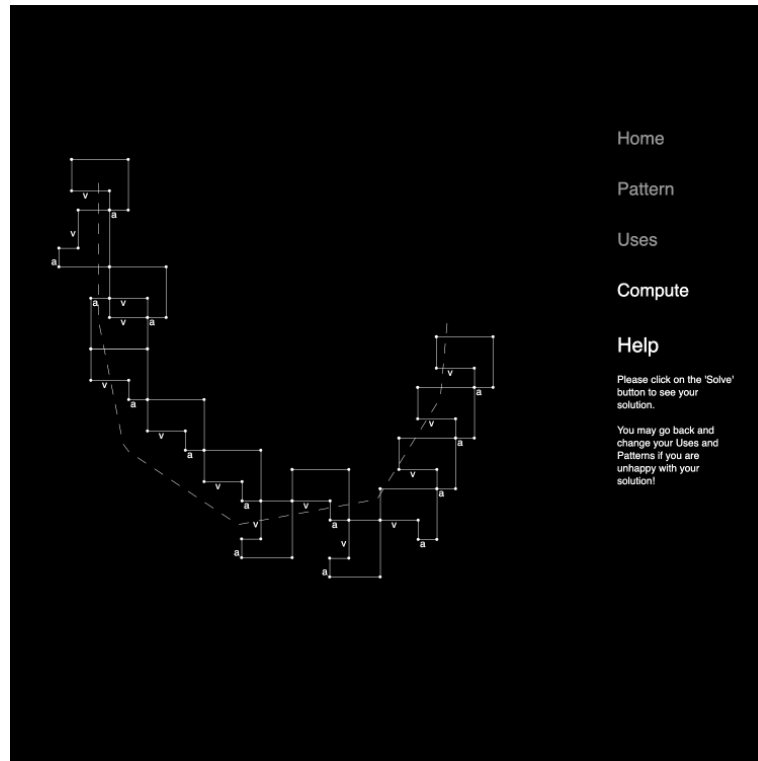 Home
Pattern
Uses
Compute
Help
Please click on the 'Solve'
button to see your
solution.
You may go back and
change your Uses and
Patterns if you are
unhappy with your
solution!
v
a
v
a
a
v
v
a
v
a
v
a
v
a
v
a
v
a
v
a
v
a
v
a
v
a
v
a